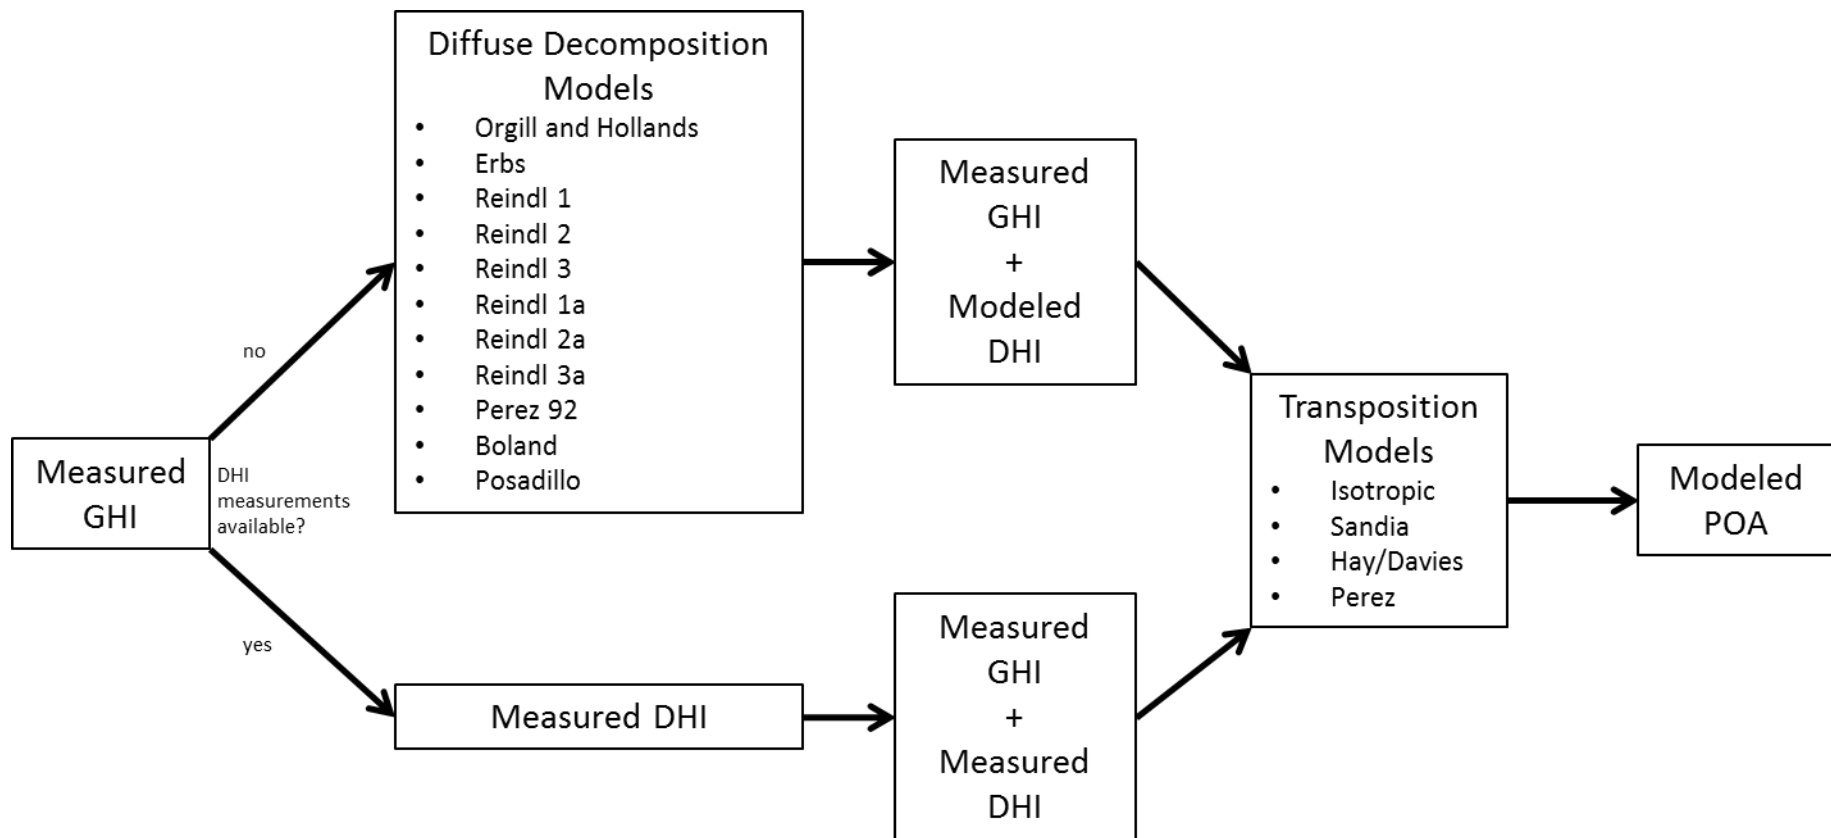 Measured
GHI
DHI
measurements
available?
no
yes
Diffuse Decomposition
Models
• Orgill and Hollands
• Erbs
• Reindl 1
• Reindl 2
• Reindl 3
• Reindl 1a
• Reindl 2a
• Reindl 3a
• Perez 92
• Boland
• Posadillo
Measured DHI
Measured
GHI
+
Modeled
DHI
Measured
GHI
+
Measured
DHI
Transposition
Models
• Isotropic
• Sandia
• Hay/Davies
• Perez
Modeled
POA